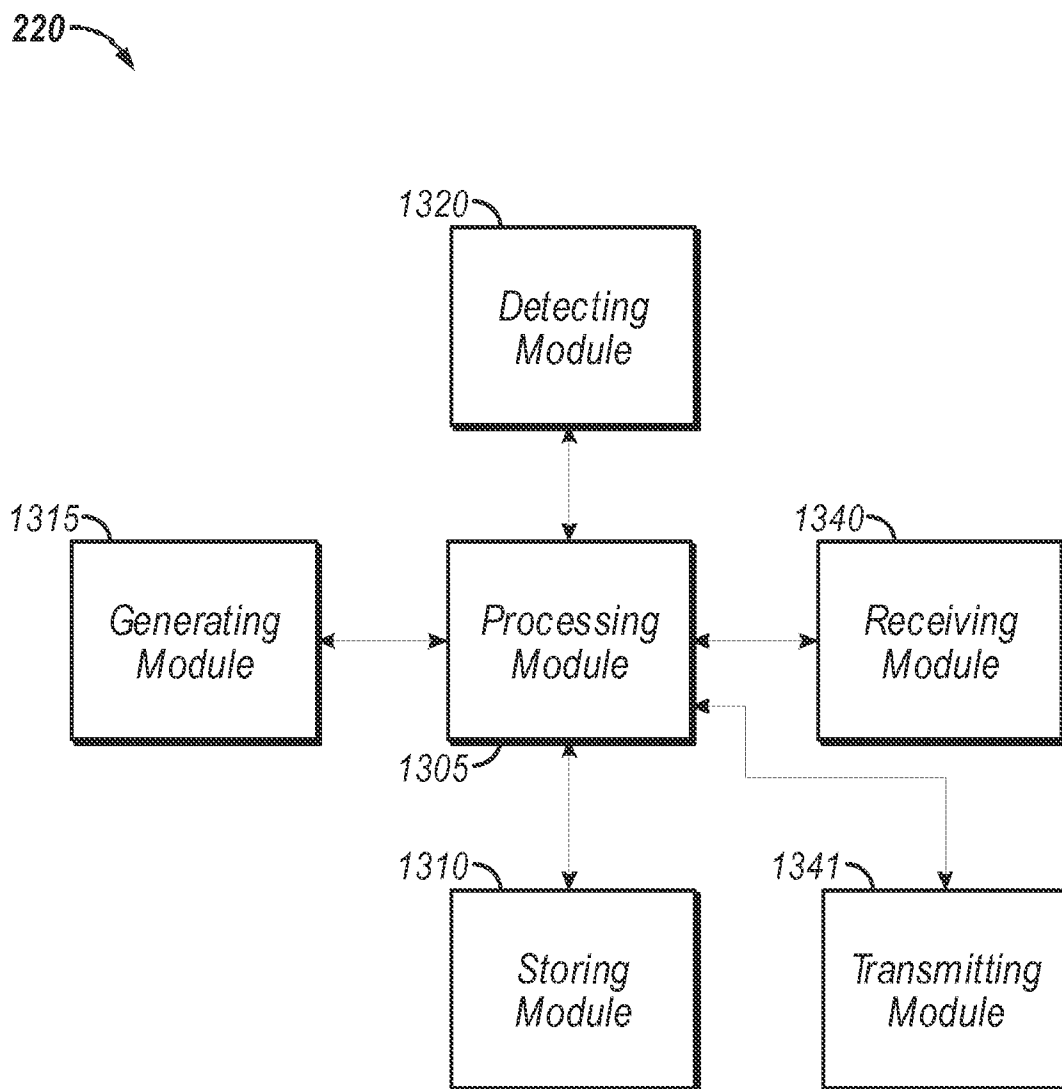 220
1320
Detecting
Module
1315
Generating
Module
Processing
Module
1305
1340
Receiving
Module
1310
Storing
Module
1341
Transmitting
Module